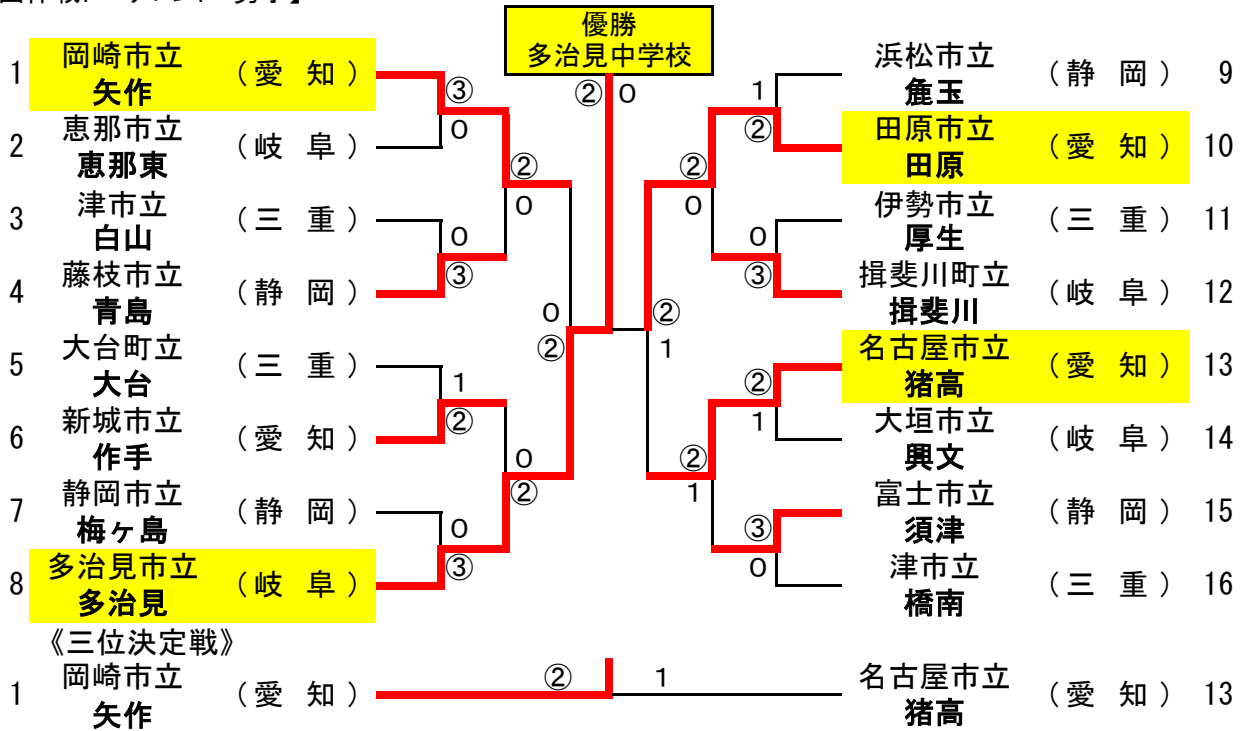 優勝
多治見中学校
② 0
1 岡崎市立 矢作 (愛 知)
③
0
2 恵那市立 恵那東 (岐 阜)
②
0
3 津市立 白山 (三 重)
0
③
4 藤枝市立 青島 (静 岡)
0
②
5 大台町立 大台 (三 重)
1
②
6 新城市立 作手 (愛 知)
0
②
7 静岡市立 梅ヶ島 (静 岡)
0
③
8 多治見市立 多治見 (岐 阜)
浜松市立 麁玉 (静 岡) 9
1
②
田原市立 田原 (愛 知) 10
②
0
伊勢市立 厚生 (三 重) 11
0
③
揖斐川町立 揖斐川 (岐 阜) 12
②
1
名古屋市立 猪高 (愛 知) 13
②
1
大垣市立 興文 (岐 阜) 14
②
1
富士市立 須津 (静 岡) 15
③
0
津市立 橋南 (三 重) 16
《三位決定戦》
1 岡崎市立 矢作 (愛 知) ② 1 名古屋市立 猪高 (愛 知) 13